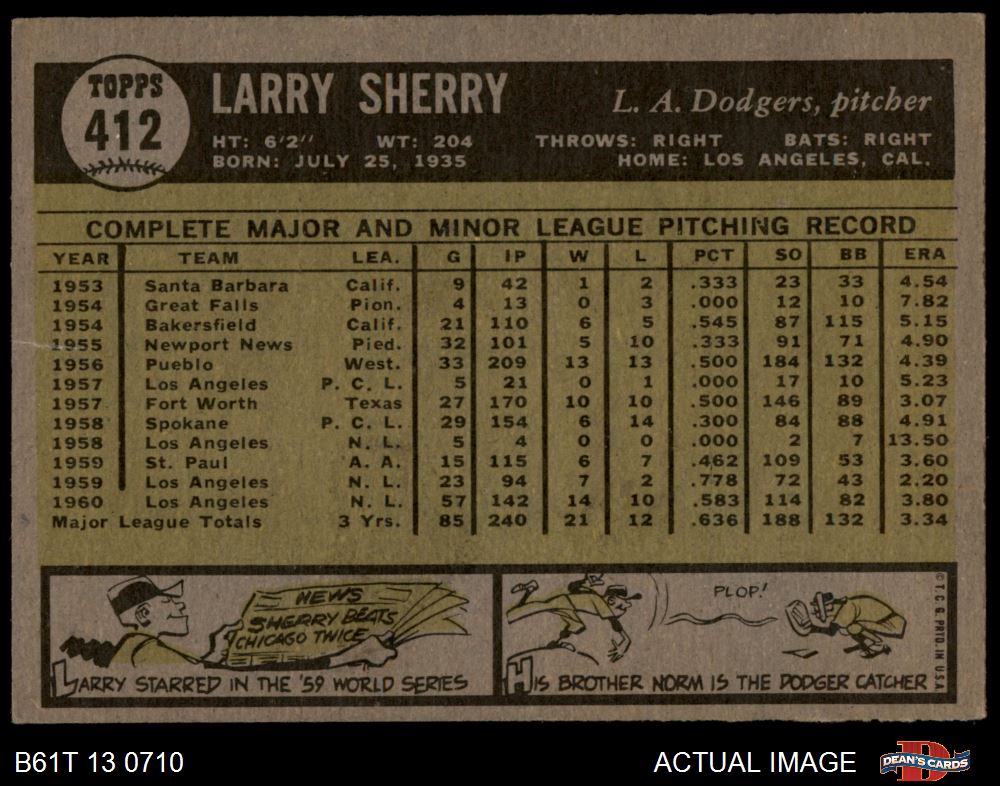 TOPPS
412
LARRY SHERRY
L. A. Dodgers, pitcher
HT: 6'2" WT: 204 THROWS: RIGHT BATS: RIGHT
BORN: JULY 25, 1935 HOME: LOS ANGELES, CAL.
COMPLETE MAJOR AND MINOR LEAGUE PITCHING RECORD
YEAR TEAM LEA. G IP W L PCT SO BB ERA
1953 Santa Barbara Calif. 9 42 1 2 .333 23 33 4.54
1954 Great Falls Pion. 4 13 0 3 .000 12 10 7.82
1954 Bakersfield Calif. 21 110 6 5 .545 87 115 5.15
1955 Newport News Pied. 32 101 5 10 .333 91 71 4.90
1956 Pueblo West. 33 209 13 13 .500 184 132 4.39
1957 Los Angeles P. C. L. 5 21 0 1 .000 17 10 5.23
1957 Fort Worth Texas 27 170 10 10 .500 146 89 3.07
1958 Spokane P. C. L. 29 154 6 14 .300 84 88 4.91
1958 Los Angeles N. L. 5 4 0 0 .000 2 7 13.50
1959 St. Paul A. A. 15 115 6 7 .462 109 53 3.60
1959 Los Angeles N. L. 23 94 7 2 .778 72 43 2.20
1960 Los Angeles N. L. 57 142 14 10 .583 114 82 3.80
Major League Totals 3 Yrs. 85 240 21 12 .636 188 132 3.34
NEWS
SHERRY BEATS
CHICAGO TWICE
LARRY STARRED IN THE '59 WORLD SERIES
PLOP!
HIS BROTHER NORM IS THE DODGER CATCHER
© T. C. G. PRTD. IN U.S.A.
B61T 13 0710
ACTUAL IMAGE
D
DEAN'S CARDS